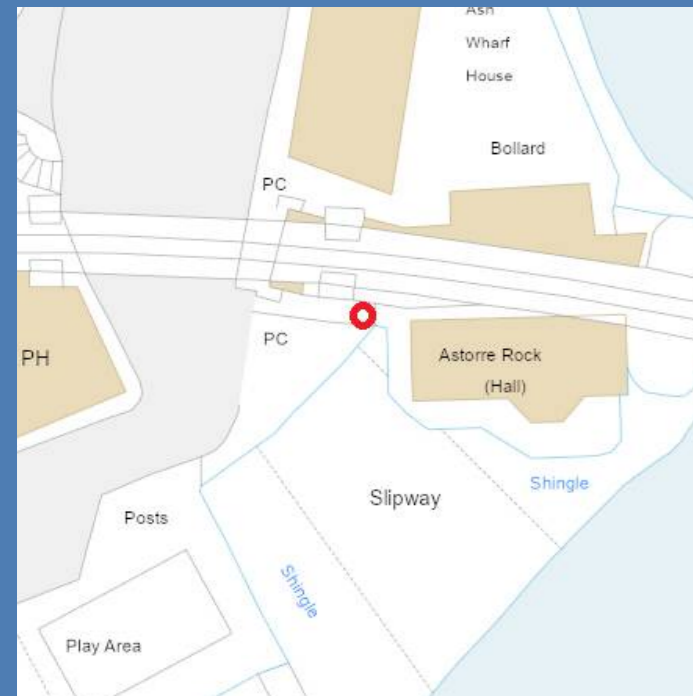 Ash
Wharf
House
Bollard
PC
PH
PC
Astorre Rock
(Hall)
Slipway
Shingle
Posts
Shingle
Play Area